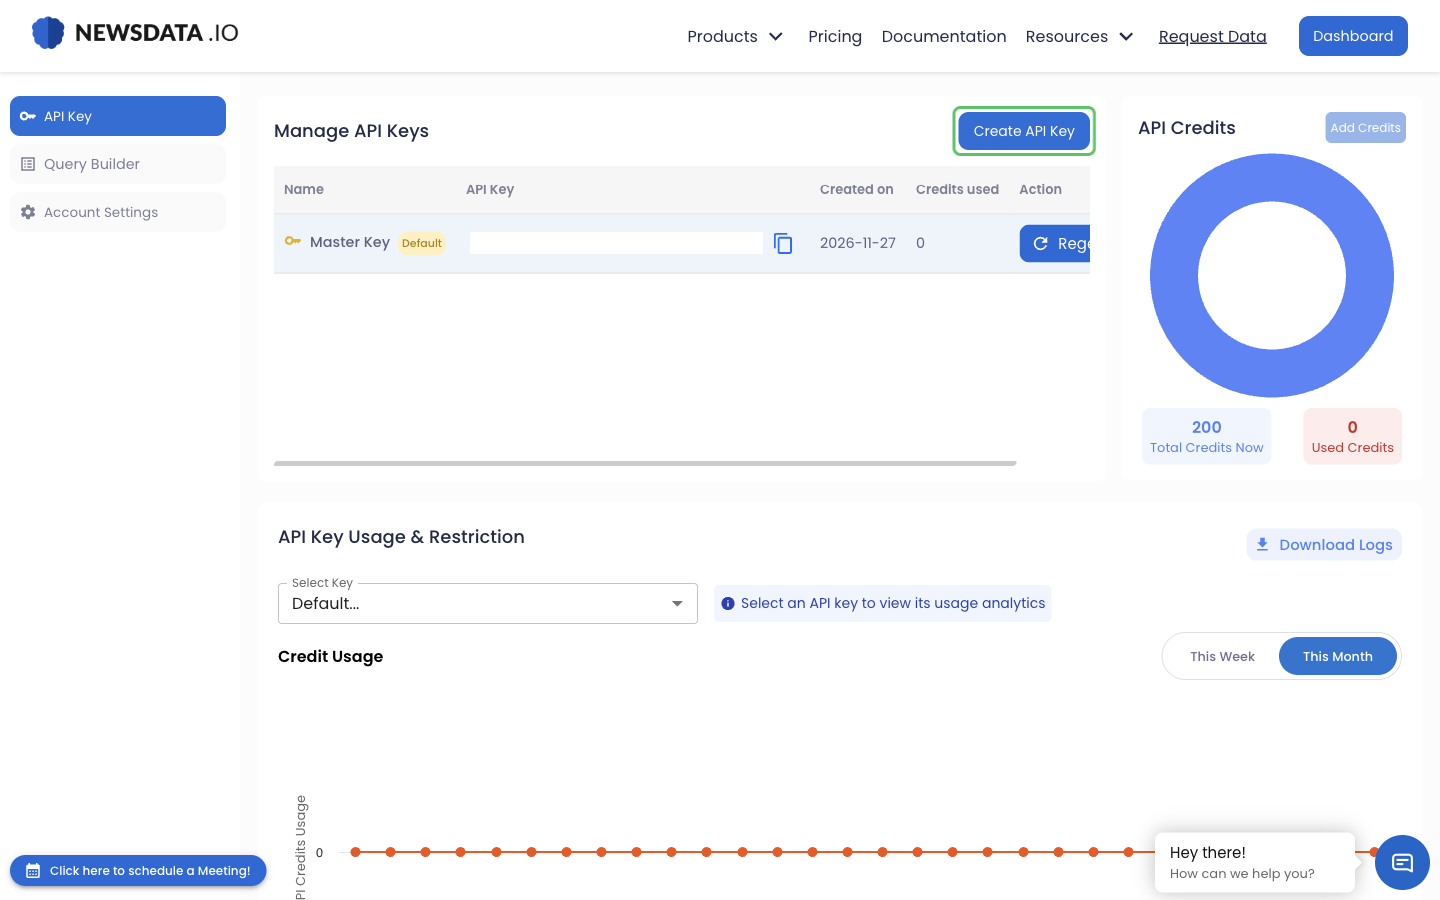 NEWSDATA.IO
Products
Pricing
Documentation
Resources
Request Data
Dashboard
API Key
Query Builder
Account Settings
Manage API Keys
Create API Key
Name
API Key
Created on
Credits used
Action
Master Key
Default
2026-11-27
0
Rege
API Credits
Add Credits
200
Total Credits Now
0
Used Credits
API Key Usage & Restriction
Download Logs
Select Key
Default...
Select an API key to view its usage analytics
Credit Usage
This Week
This Month
PI Credits Usage
0
Click here to schedule a Meeting!
Hey there!
How can we help you?